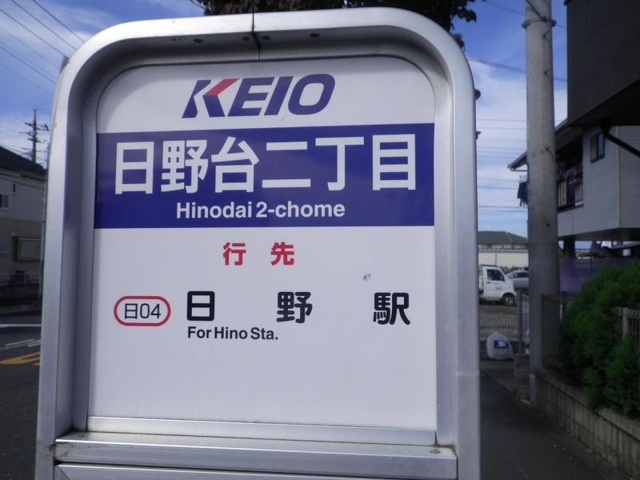 KEIO
日野台二丁目
Hinodai 2-chome
行先
日04 日野駅
For Hino Sta.